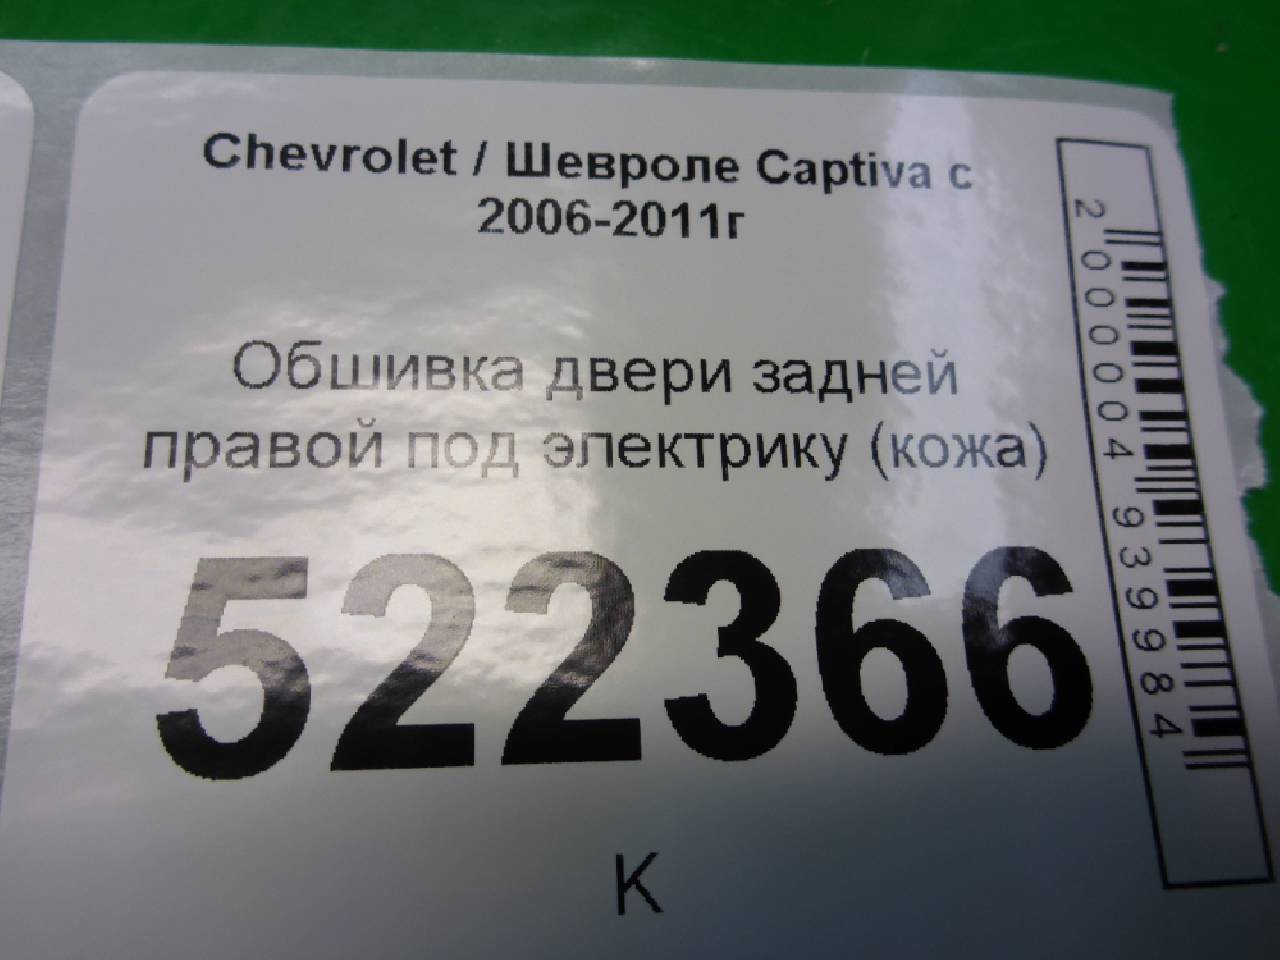 Chevrolet / Шевроле Captiva с
2006-2011г
Обшивка двери задней
правой под электрику (кожа)
522366
К
2000004939984